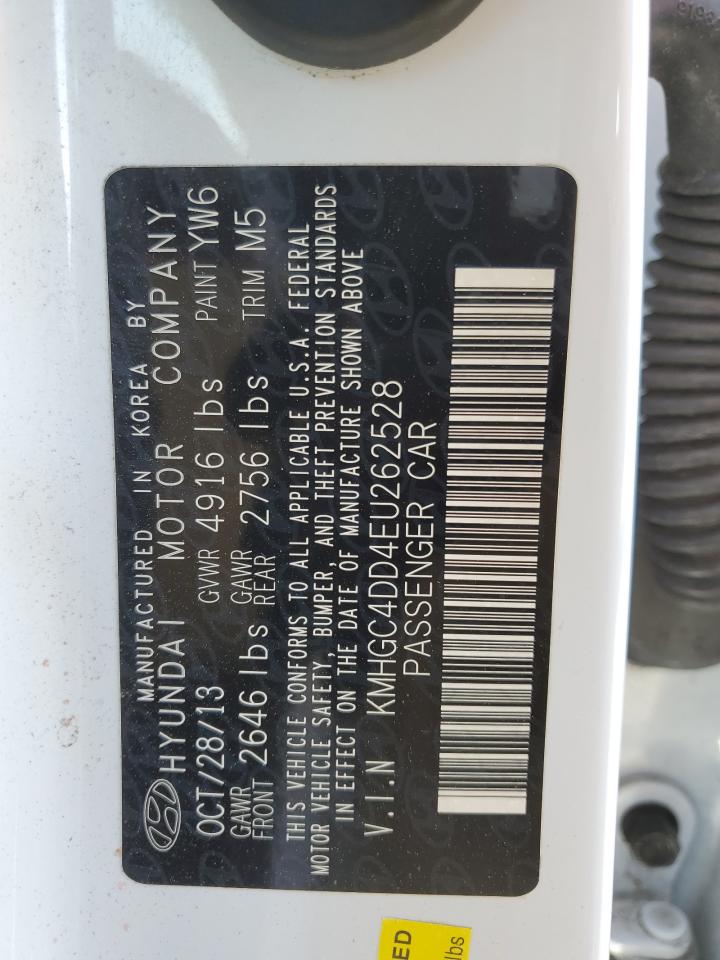 MANUFACTURED IN KOREA BY
HYUNDAI MOTOR COMPANY
OCT/28/13 GVWR 4916 lbs PAINT YW6
GAWR FRONT 2646 lbs GAWR REAR 2756 lbs TRIM M5
THIS VEHICLE CONFORMS TO ALL APPLICABLE U.S.A. FEDERAL
MOTOR VEHICLE SAFETY, BUMPER, AND THEFT PREVENTION STANDARDS
IN EFFECT ON THE DATE OF MANUFACTURE SHOWN ABOVE
V.I.N KMHGC4DD4EU262528
PASSENGER CAR
ED
lbs